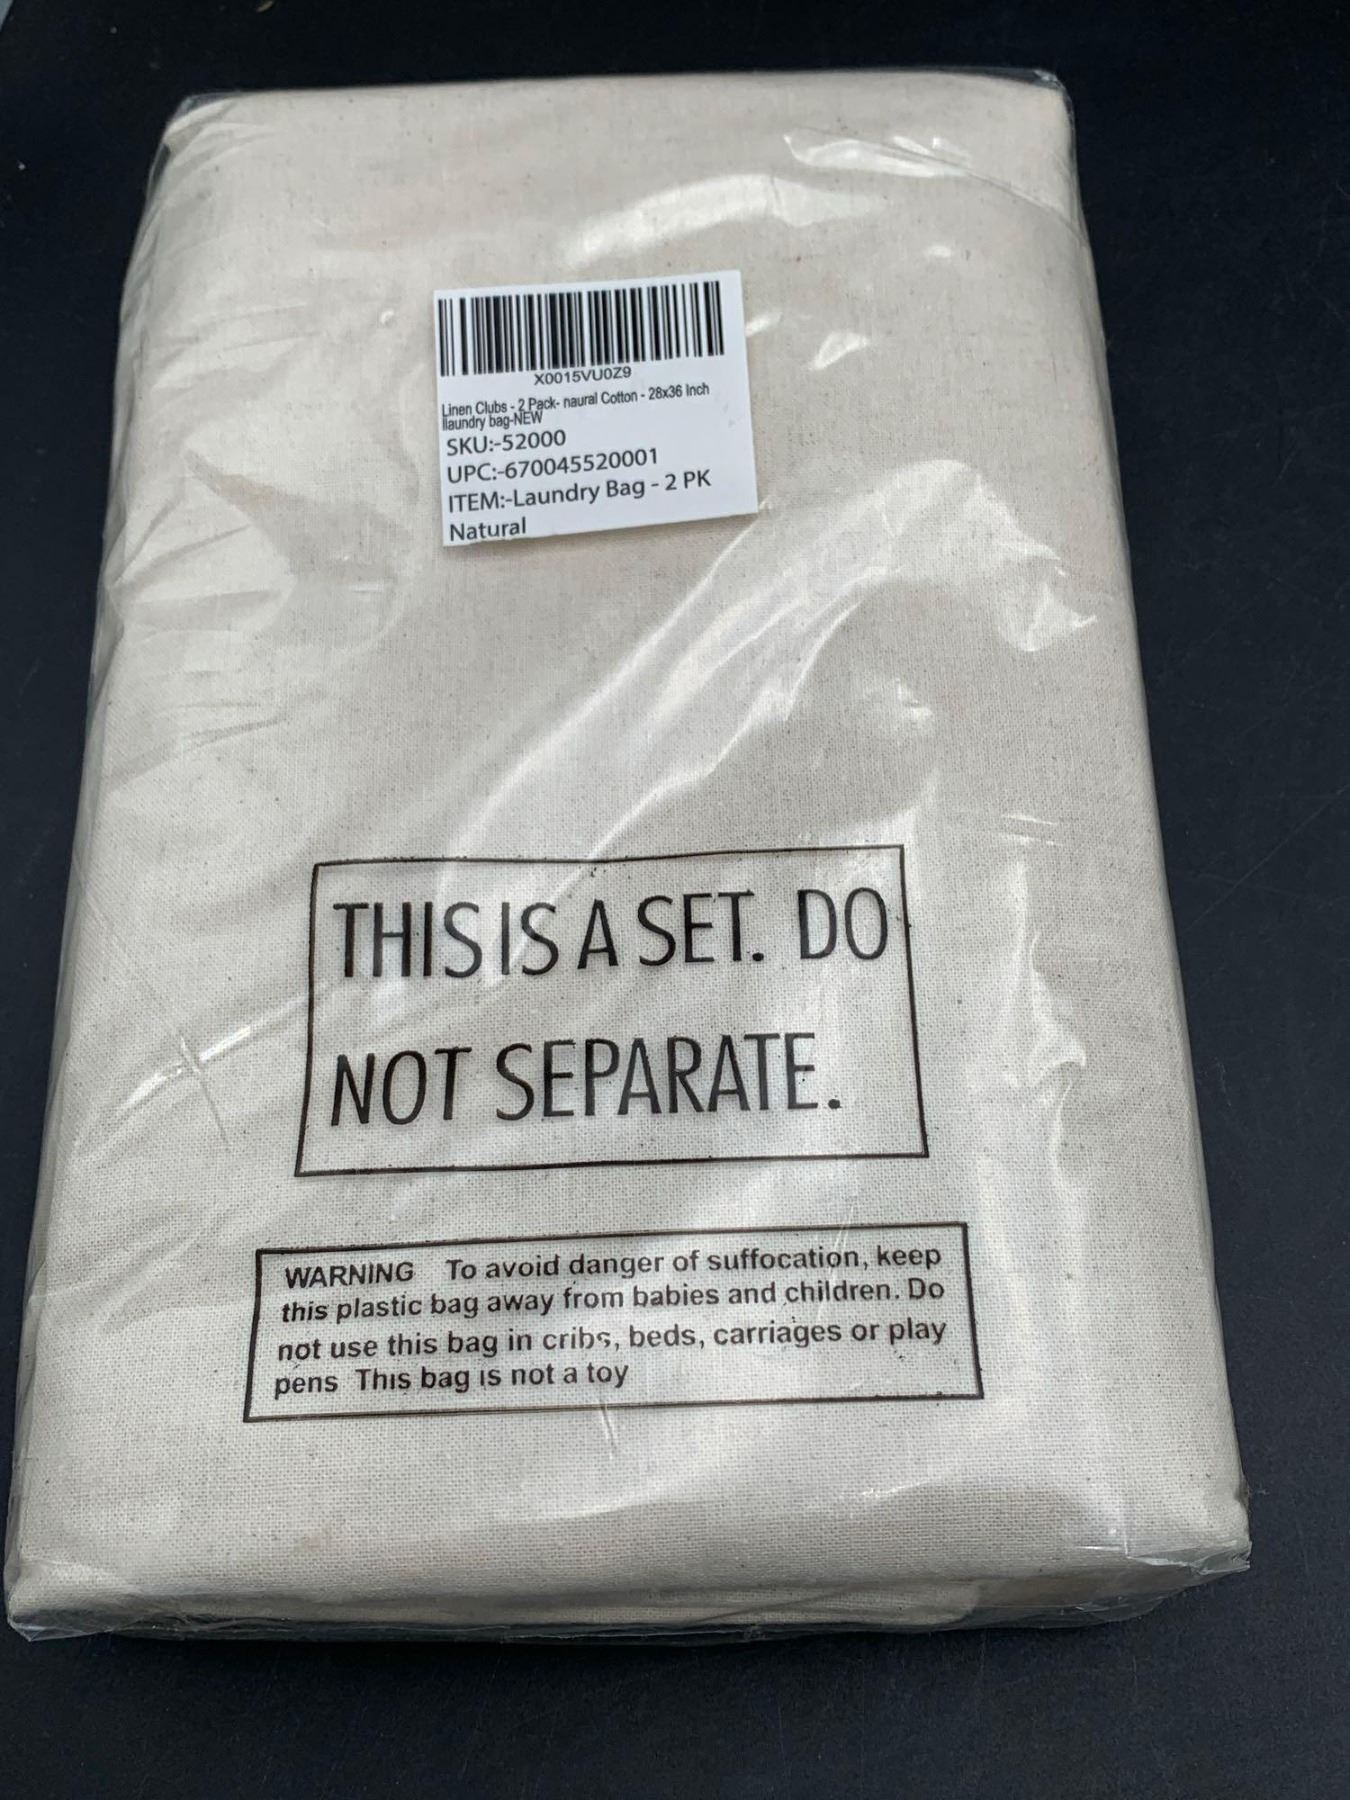 X0015VU0Z9
Linen Clubs - 2 Pack- naural Cotton - 28x36 Inch
llaundry bag-NEW
SKU:-52000
UPC:-670045520001
ITEM:-Laundry Bag - 2 PK
Natural
THIS IS A SET. DO
NOT SEPARATE.
WARNING To avoid danger of suffocation, keep
this plastic bag away from babies and children. Do
not use this bag in cribs, beds, carriages or play
pens This bag is not a toy